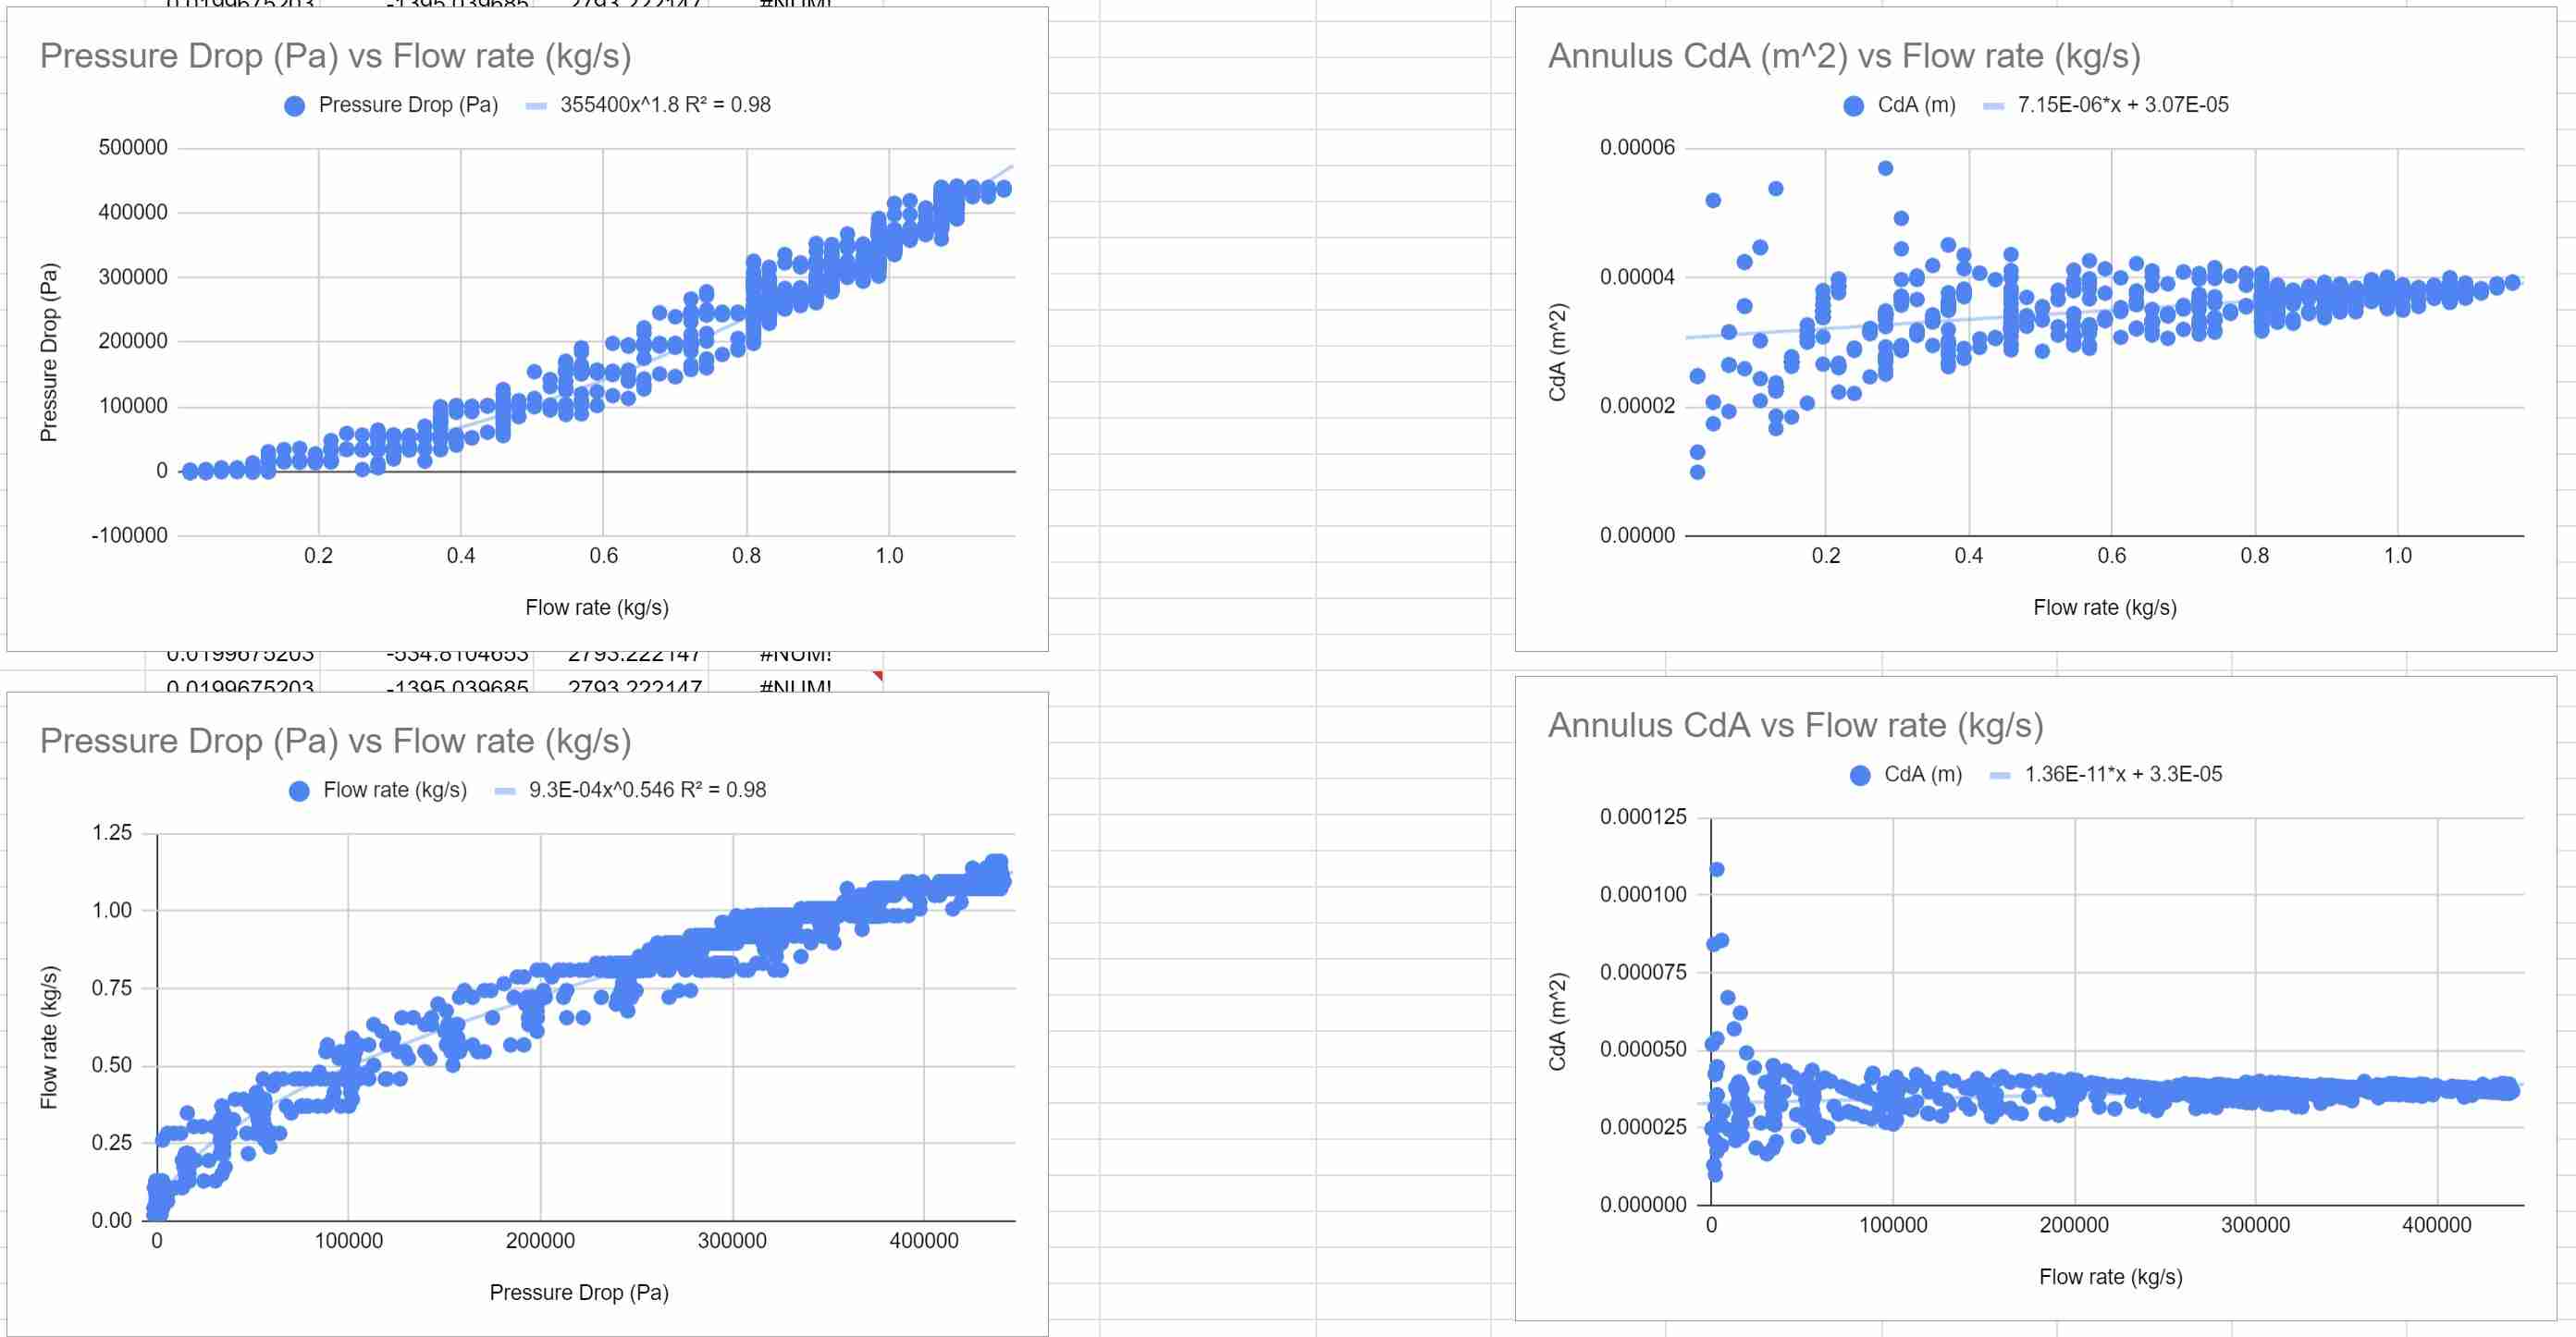 0.0199675203 -1395.039685 2793.222147 #NUM!
Pressure Drop (Pa) vs Flow rate (kg/s)
Pressure Drop (Pa) 355400x^1.8 R² = 0.98
500000
400000
300000
200000
100000
0
-100000
Pressure Drop (Pa)
0.2 0.4 0.6 0.8 1.0
Flow rate (kg/s)
Annulus CdA (m^2) vs Flow rate (kg/s)
CdA (m) 7.15E-06*x + 3.07E-05
0.00006
0.00004
0.00002
0.00000
CdA (m^2)
0.2 0.4 0.6 0.8 1.0
Flow rate (kg/s)
0.0199675203 -534.8104653 2793.222147 #NUM!
0.0199675203 -1395.039685 2793.222147 #NUM!
Pressure Drop (Pa) vs Flow rate (kg/s)
Flow rate (kg/s) 9.3E-04x^0.546 R² = 0.98
1.25
1.00
0.75
0.50
0.25
0.00
Flow rate (kg/s)
0 100000 200000 300000 400000
Pressure Drop (Pa)
Annulus CdA vs Flow rate (kg/s)
CdA (m) 1.36E-11*x + 3.3E-05
0.000125
0.000100
0.000075
0.000050
0.000025
0.000000
CdA (m^2)
0 100000 200000 300000 400000
Flow rate (kg/s)